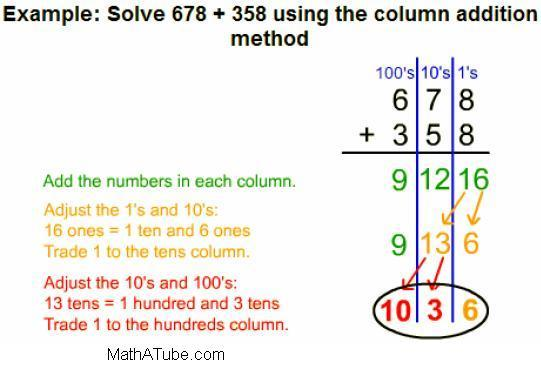 Example: Solve 678 + 358 using the column addition
method
100's 10's 1's
6 7 8
+ 3 5 8
Add the numbers in each column.
9 12 16
Adjust the 1's and 10's:
16 ones = 1 ten and 6 ones
Trade 1 to the tens column.
9 13 6
Adjust the 10's and 100's:
13 tens = 1 hundred and 3 tens
Trade 1 to the hundreds column.
10 3 6
MathATube.com